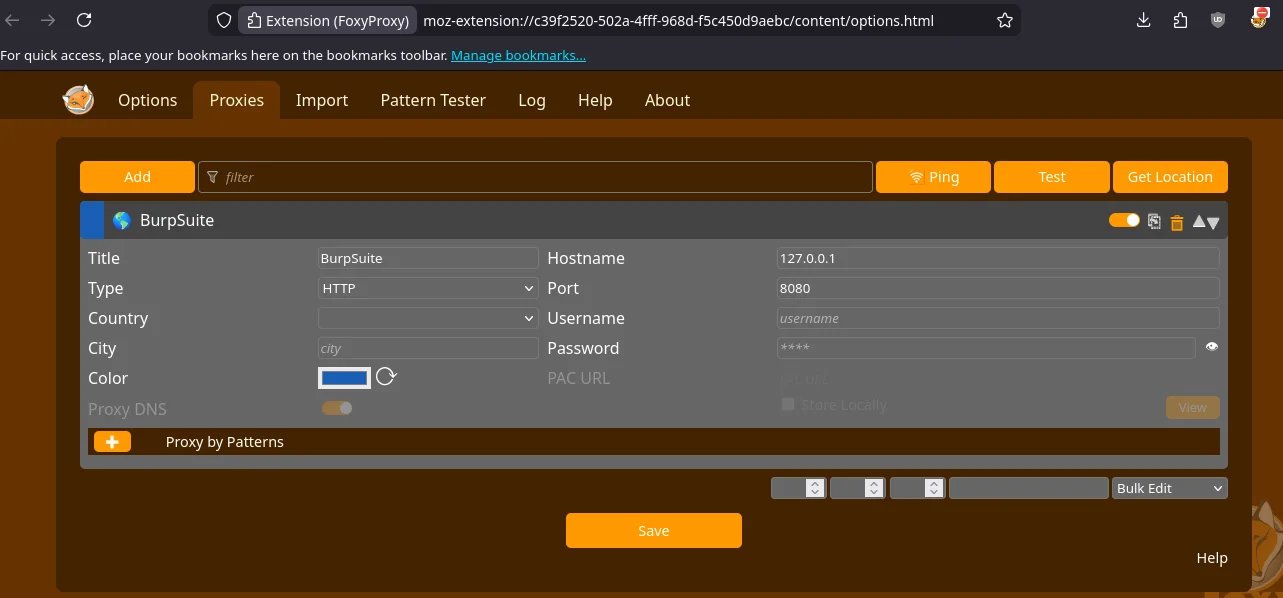 Extension (FoxyProxy) moz-extension://c39f2520-502a-4fff-968d-f5c450d9aebc/content/options.html
For quick access, place your bookmarks here on the bookmarks toolbar. Manage bookmarks...
Options Proxies Import Pattern Tester Log Help About
Add filter Ping Test Get Location
BurpSuite
Title BurpSuite Hostname 127.0.0.1
Type HTTP Port 8080
Country Username username
City city Password ****
Color PAC URL PAC URL
Proxy DNS Store Locally View
Proxy by Patterns
Bulk Edit
Save
Help